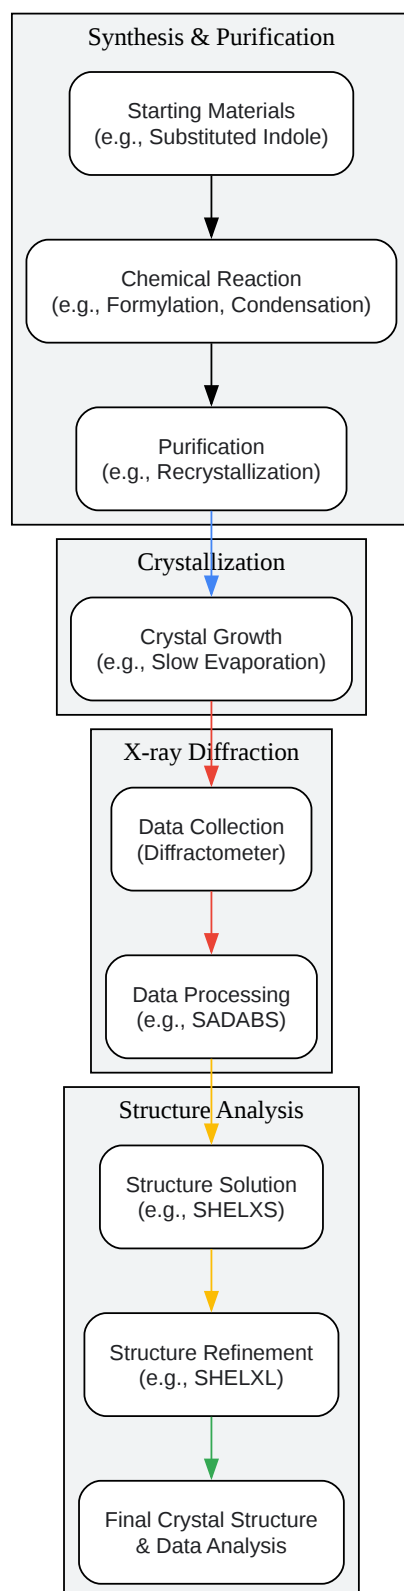 Synthesis & Purification
Starting Materials
(e.g., Substituted Indole)
Chemical Reaction
(e.g., Formylation, Condensation)
Purification
(e.g., Recrystallization)
Crystallization
Crystal Growth
(e.g., Slow Evaporation)
X-ray Diffraction
Data Collection
(Diffractometer)
Data Processing
(e.g., SADABS)
Structure Analysis
Structure Solution
(e.g., SHELXS)
Structure Refinement
(e.g., SHELXL)
Final Crystal Structure
& Data Analysis